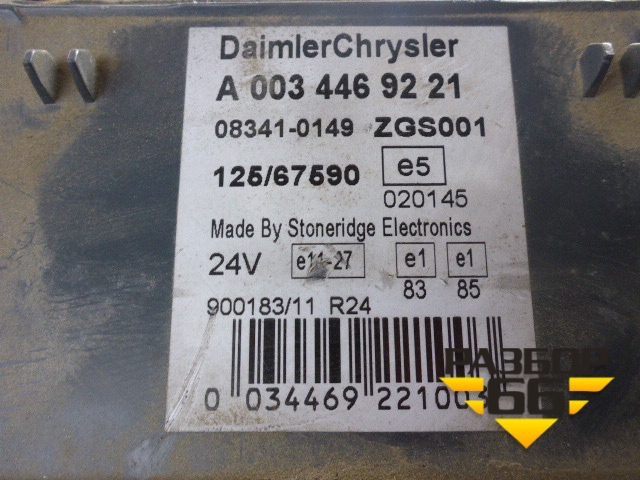 DaimlerChrysler
A 003 446 92 21
08341-0149 ZGS001
125/67590 e5
020145
Made By Stoneridge Electronics
24V e11-27 e1 e1
83 85
900183/11 R24
0 034469 221003
РАЗБОР
66